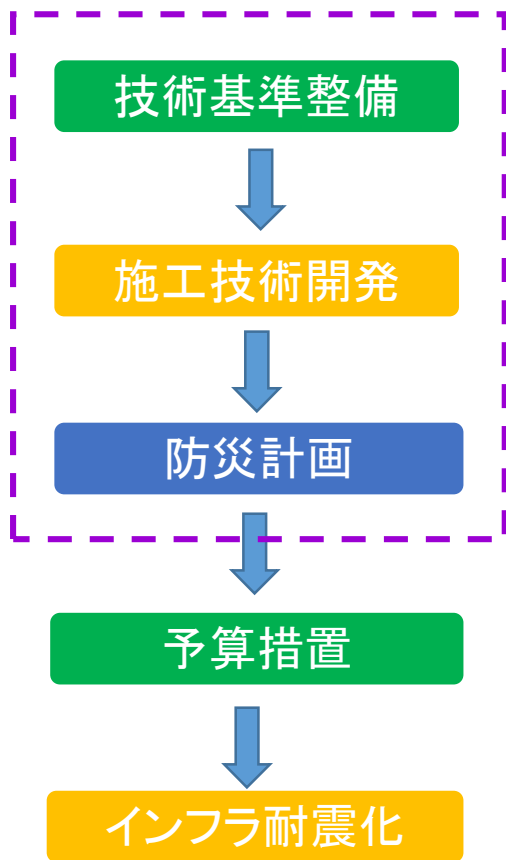 技術基準整備
施工技術開発
防災計画
予算措置
インフラ耐震化